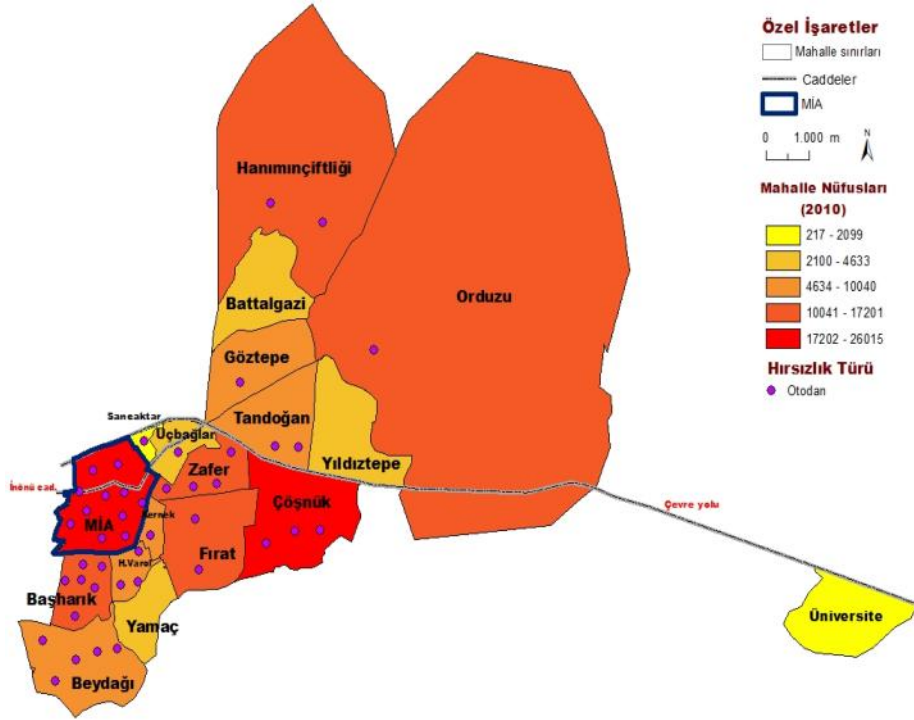 Özel İşaretler
Mahalle sınırları
Caddeler
MİA
0 1.000 m
N
Mahalle Nüfusları
(2010)
217 - 2099
2100 - 4633
4634 - 10040
10041 - 17201
17202 - 26015
Hırsızlık Türü
Otodan
Hanımınçiftliği
Battalgazi
Orduzu
Göztepe
Sancaktar
Tandoğan
Üçbağlar
Yıldıztepe
Zafer
İnönü cad.
Çöşnük
Çevre yolu
MİA
Fırat
H.Varol
Başharık
Yamaç
Üniversite
Beydağı